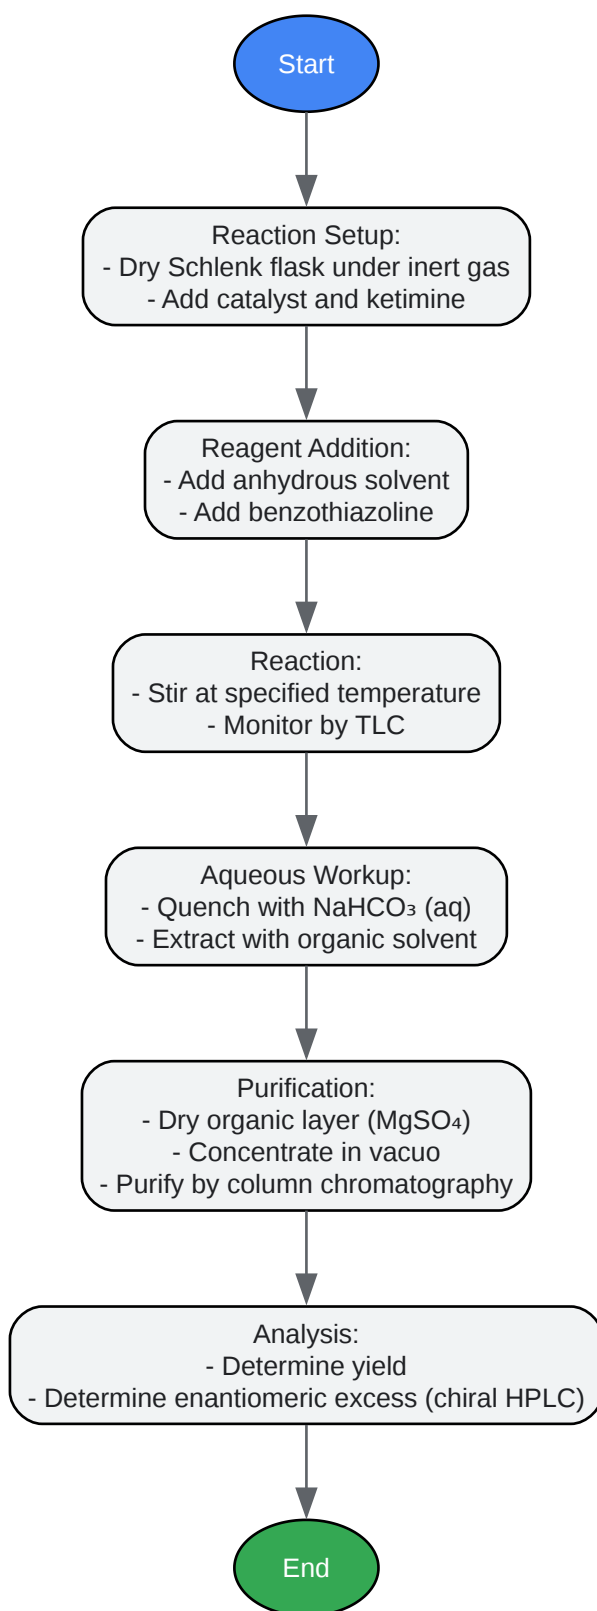 Start
Reaction Setup:
- Dry Schlenk flask under inert gas
- Add catalyst and ketimine
Reagent Addition:
- Add anhydrous solvent
- Add benzothiazoline
Reaction:
- Stir at specified temperature
- Monitor by TLC
Aqueous Workup:
- Quench with NaHCO₃ (aq)
- Extract with organic solvent
Purification:
- Dry organic layer (MgSO₄)
- Concentrate in vacuo
- Purify by column chromatography
Analysis:
- Determine yield
- Determine enantiomeric excess (chiral HPLC)
End